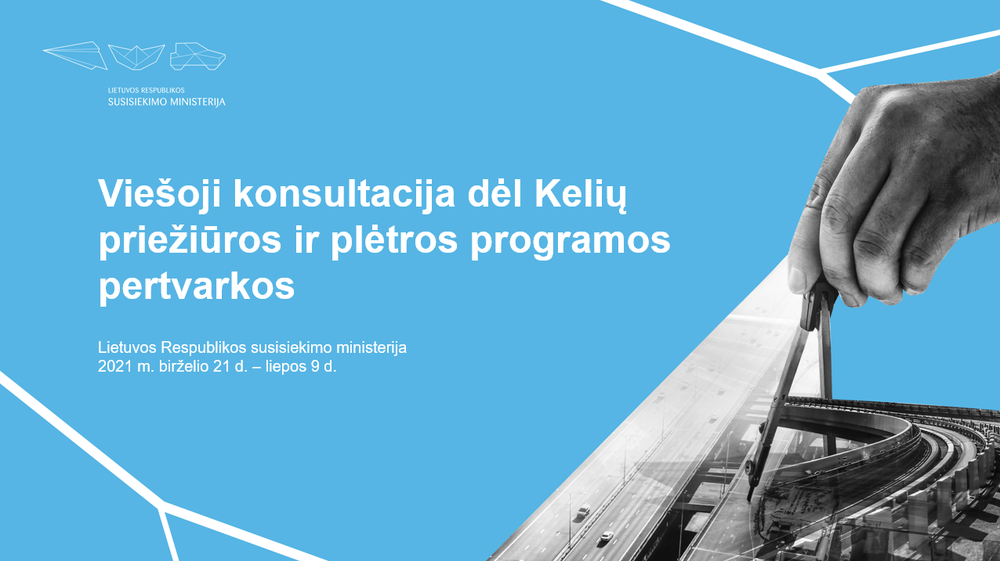 LIETUVOS RESPUBLIKOS
SUSISIEKIMO MINISTERIJA
Viešoji konsultacija dėl Kelių
priežiūros ir plėtros programos
pertvarkos
Lietuvos Respublikos susisiekimo ministerija
2021 m. birželio 21 d. – liepos 9 d.